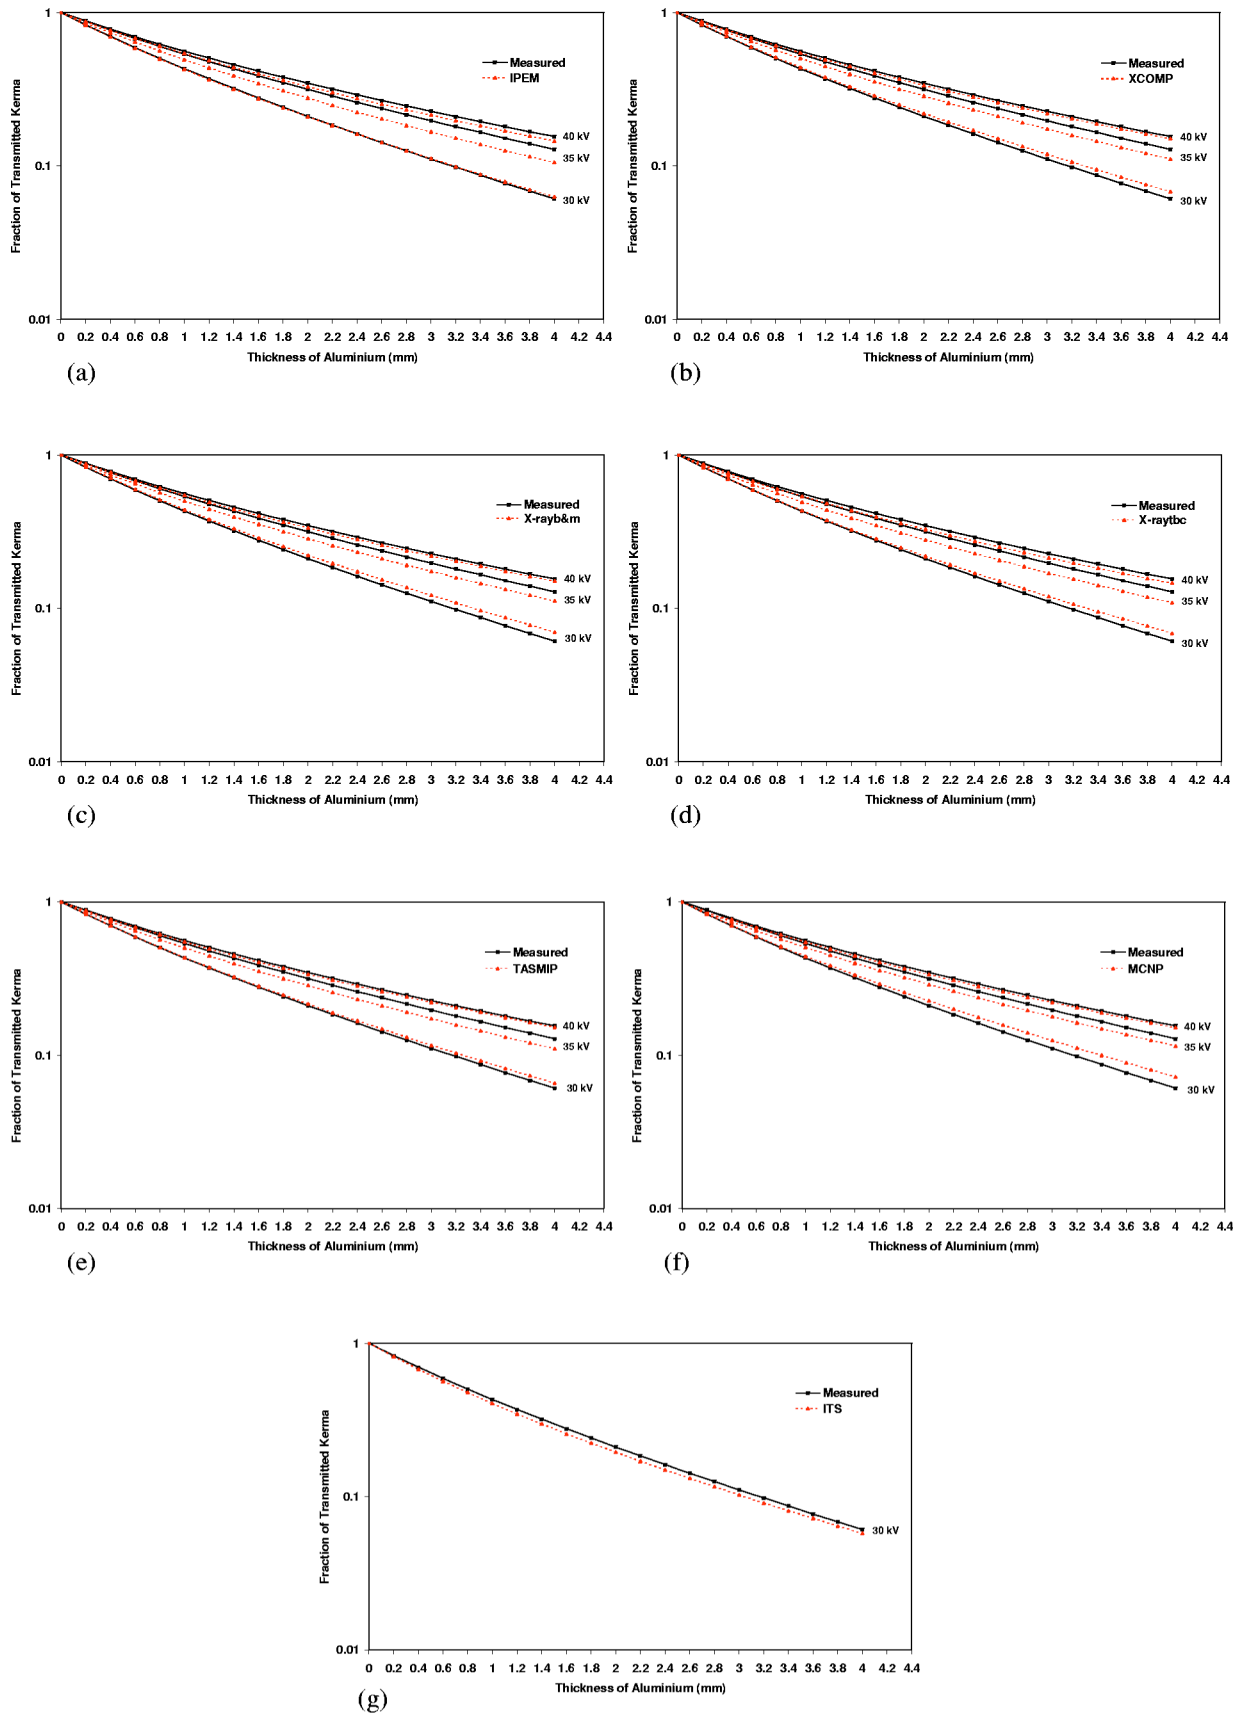 1
0.1
0.01
Fraction of Transmitted Kerma
Measured
IPEM
40 kV
35 kV
30 kV
0 0.2 0.4 0.6 0.8 1 1.2 1.4 1.6 1.8 2 2.2 2.4 2.6 2.8 3 3.2 3.4 3.6 3.8 4 4.2 4.4
Thickness of Aluminium (mm)
(a)
1
0.1
0.01
Fraction of Transmitted Kerma
Measured
XCOMP
40 kV
35 kV
30 kV
0 0.2 0.4 0.6 0.8 1 1.2 1.4 1.6 1.8 2 2.2 2.4 2.6 2.8 3 3.2 3.4 3.6 3.8 4 4.2 4.4
Thickness of Aluminium (mm)
(b)
1
0.1
0.01
Fraction of Transmitted Kerma
Measured
X-rayb&m
40 kV
35 kV
30 kV
0 0.2 0.4 0.6 0.8 1 1.2 1.4 1.6 1.8 2 2.2 2.4 2.6 2.8 3 3.2 3.4 3.6 3.8 4 4.2 4.4
Thickness of Aluminium (mm)
(c)
1
0.1
0.01
Fraction of Transmitted Kerma
Measured
X-raytbc
40 kV
35 kV
30 kV
0 0.2 0.4 0.6 0.8 1 1.2 1.4 1.6 1.8 2 2.2 2.4 2.6 2.8 3 3.2 3.4 3.6 3.8 4 4.2 4.4
Thickness of Aluminium (mm)
(d)
1
0.1
0.01
Fraction of Transmitted Kerma
Measured
TASMIP
40 kV
35 kV
30 kV
0 0.2 0.4 0.6 0.8 1 1.2 1.4 1.6 1.8 2 2.2 2.4 2.6 2.8 3 3.2 3.4 3.6 3.8 4 4.2 4.4
Thickness of Aluminium (mm)
(e)
1
0.1
0.01
Fraction of Transmitted Kerma
Measured
MCNP
40 kV
35 kV
30 kV
0 0.2 0.4 0.6 0.8 1 1.2 1.4 1.6 1.8 2 2.2 2.4 2.6 2.8 3 3.2 3.4 3.6 3.8 4 4.2 4.4
Thickness of Aluminium (mm)
(f)
1
0.1
0.01
Fraction of Transmitted Kerma
Measured
ITS
30 kV
0 0.2 0.4 0.6 0.8 1 1.2 1.4 1.6 1.8 2 2.2 2.4 2.6 2.8 3 3.2 3.4 3.6 3.8 4 4.2 4.4
Thickness of Aluminium (mm)
(g)